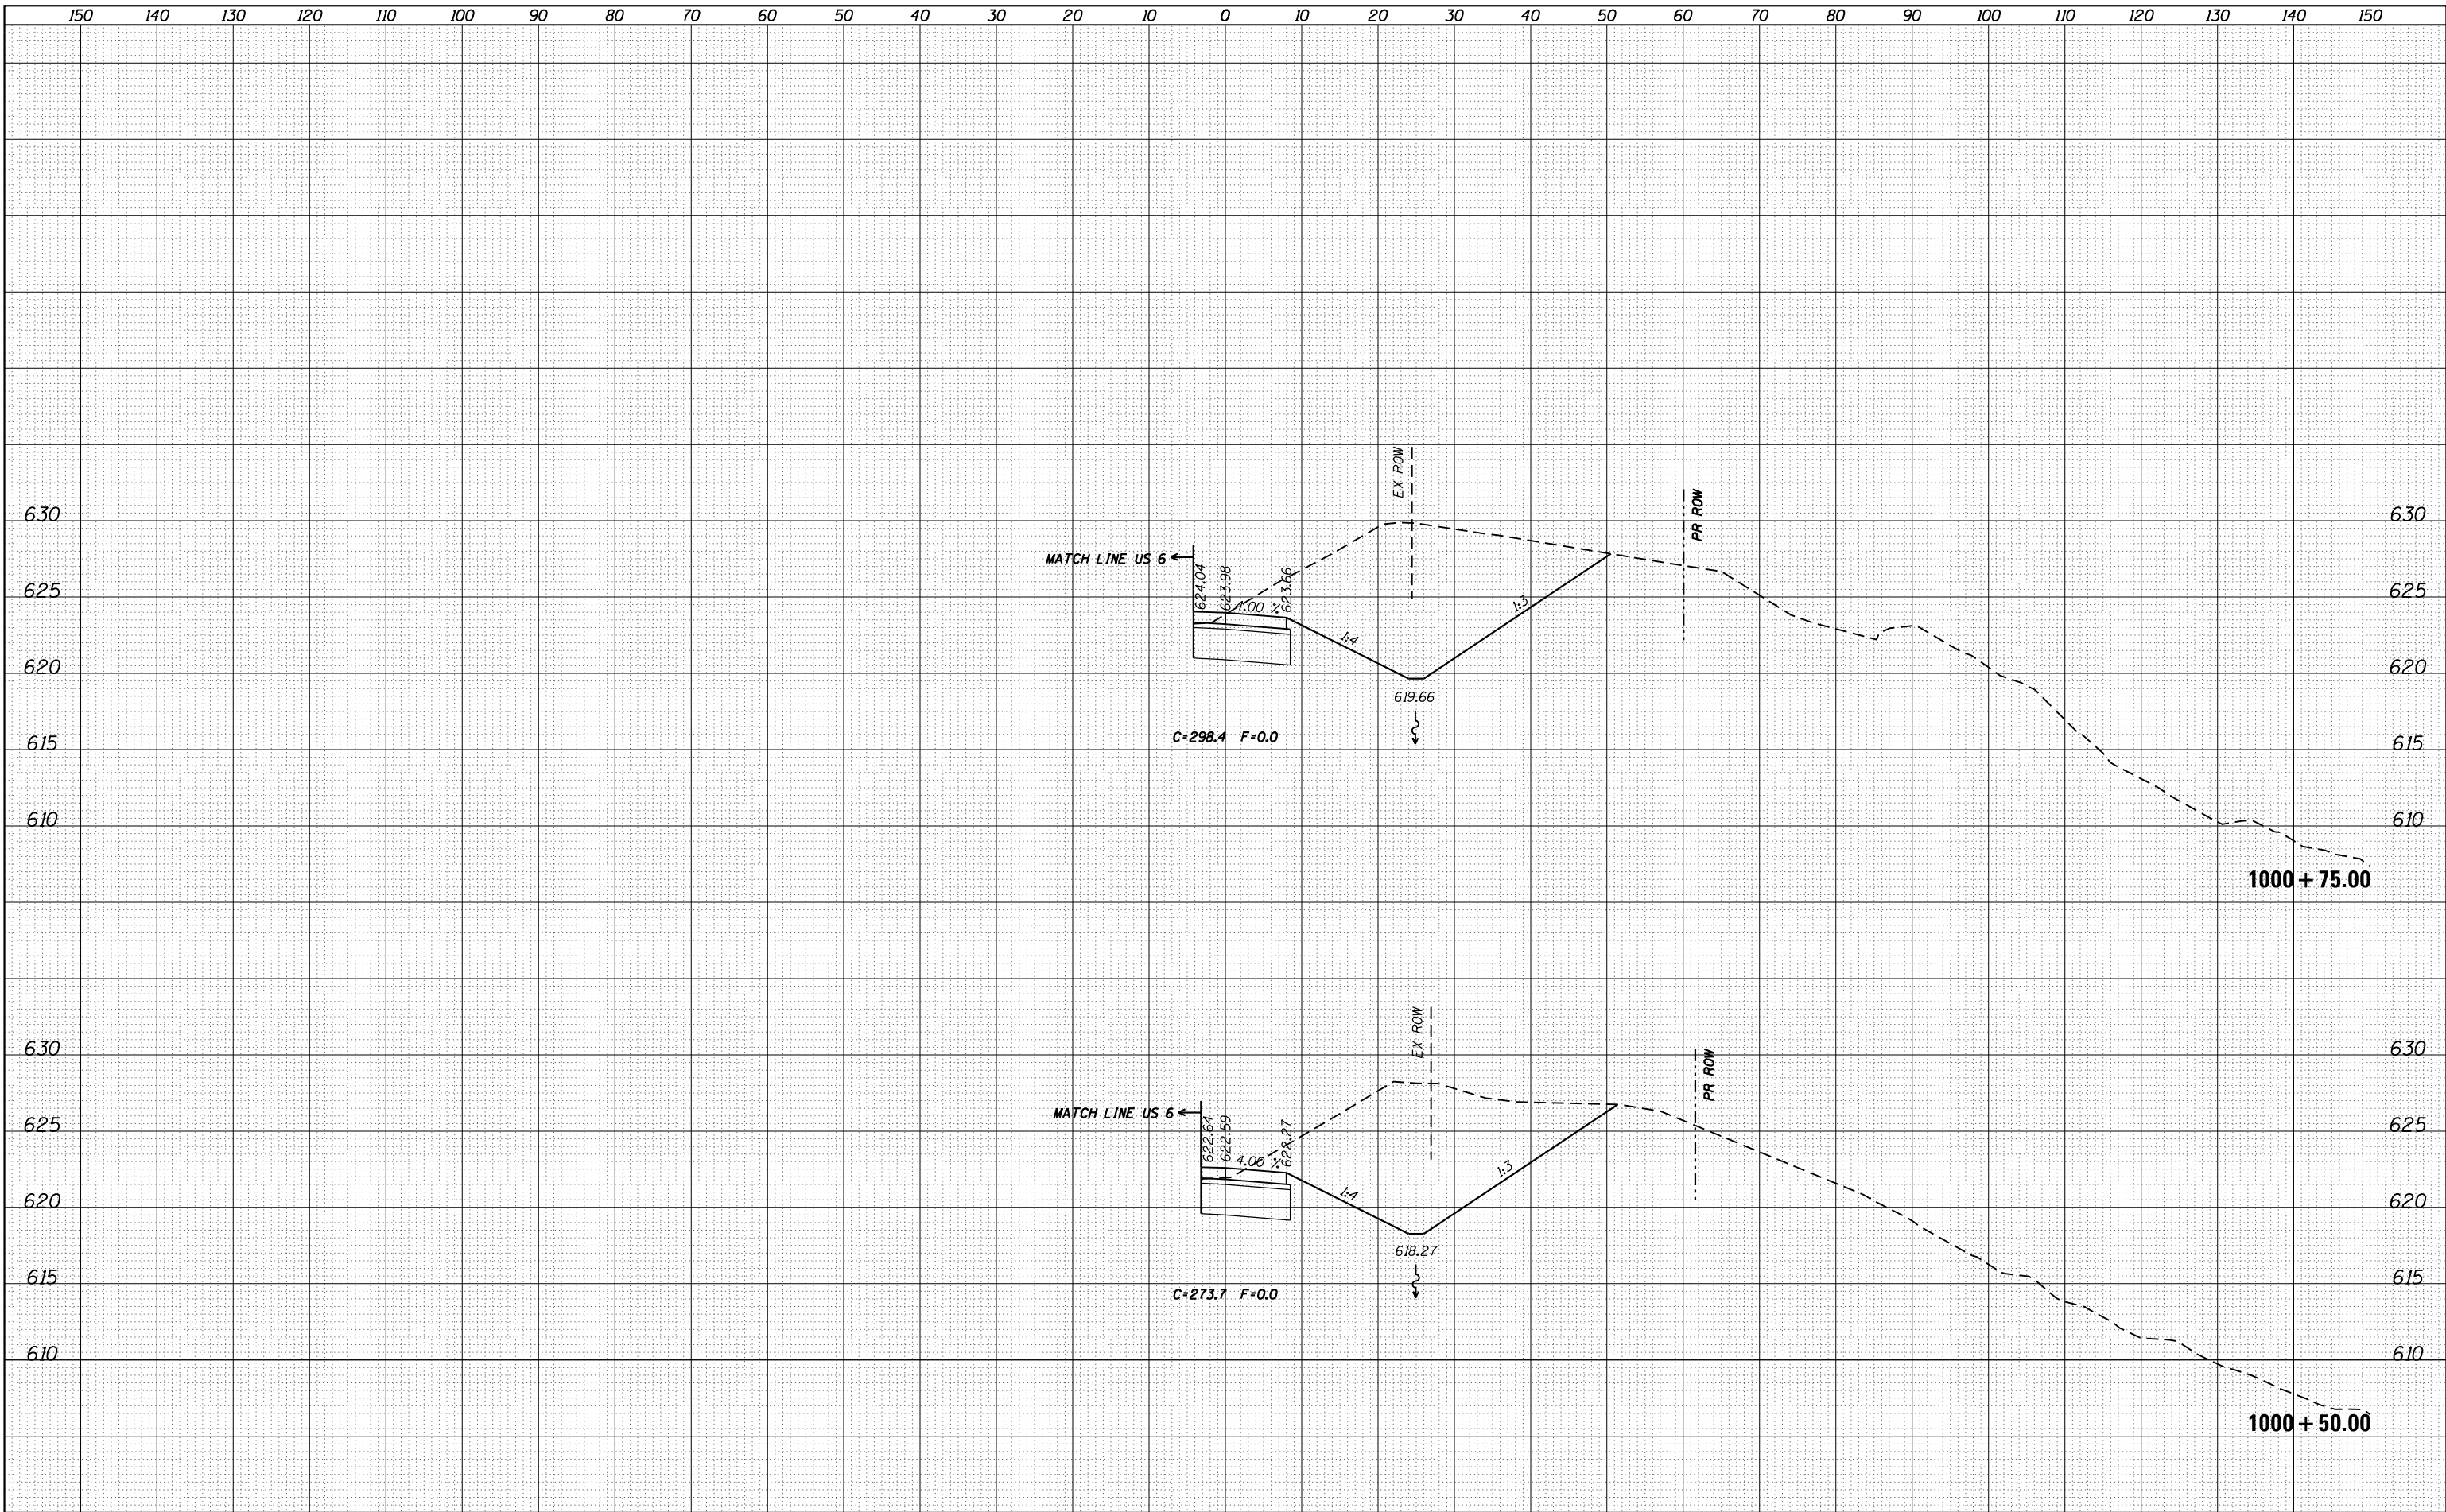 150 140 130 120 110 100 90 80 70 60 50 40 30 20 10 0 10 20 30 40 50 60 70 80 90 100 110 120 130 140 150
EX ROW
PR ROW
630 630
MATCH LINE US 6
624.04 623.98 623.66
4.00 %
625 625
1:3
1:4
620 620
619.66
C=298.4 F=0.0
615 615
610 610
1000+75.00
EX ROW
PR ROW
630 630
MATCH LINE US 6
622.64 622.59 622.27
4.00 %
625 625
1:3
1:4
620 620
618.27
C=273.7 F=0.0
615 615
610 610
1000+50.00